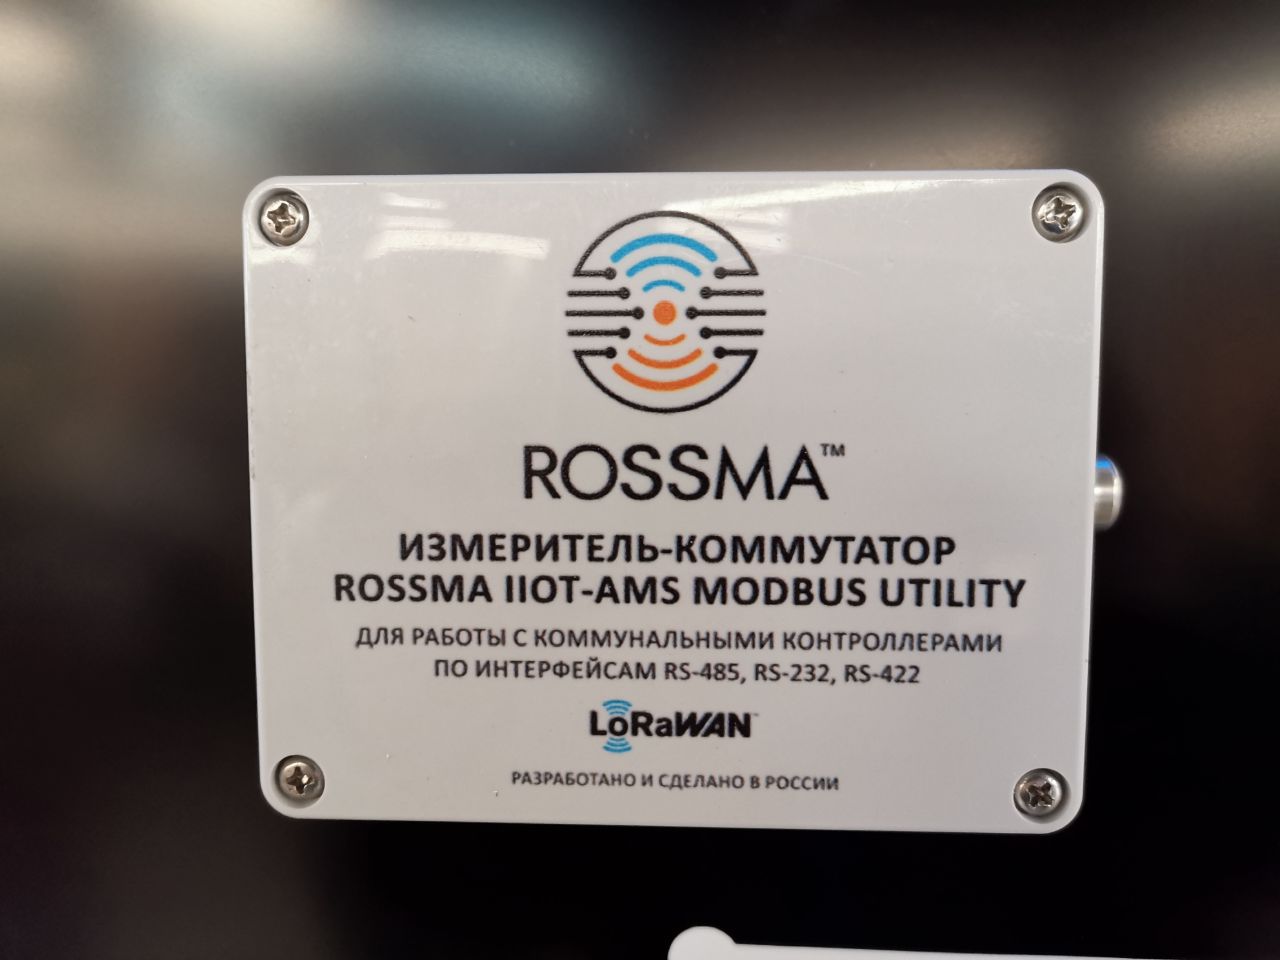 ROSSMA™
ИЗМЕРИТЕЛЬ-КОММУТАТОР
ROSSMA IIOT-AMS MODBUS UTILITY
ДЛЯ РАБОТЫ С КОММУНАЛЬНЫМИ КОНТРОЛЛЕРАМИ
ПО ИНТЕРФЕЙСАМ RS-485, RS-232, RS-422
LoRaWAN™
РАЗРАБОТАНО И СДЕЛАНО В РОССИИ